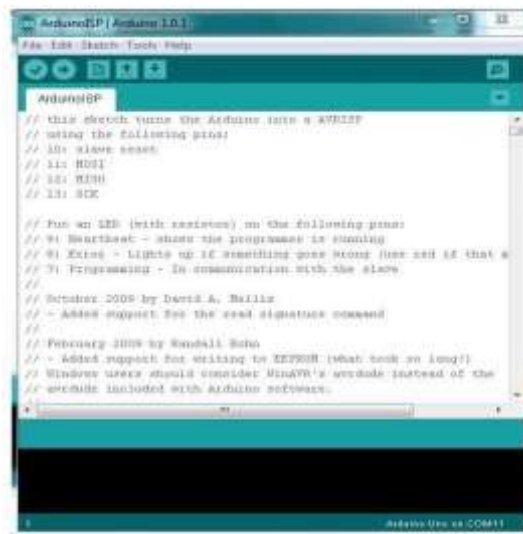 ArduinoISP | Arduino 1.0.1
File Edit Sketch Tools Help
ArduinoISP
// this sketch turns the Arduino into a AVRISP
// using the following pins:
// 10: slave reset
// 11: MOSI
// 12: MISO
// 13: SCK
// Put an LED (with resistor) on the following pins:
// 9: Heartbeat - shows the programmer is running
// 8: Error - Lights up if something goes wrong (use red if that
// 7: Programming - In communication with the slave
//
// October 2009 by David A. Mellis
// - Added support for the read signature command
//
// February 2009 by Randall Bohn
// - Added support for writing to EEPROM (what took so long?)
// Windows users should consider WinAVR's avrdude instead of the
// avrdude included with Arduino software.
//
Arduino Uno on COM11